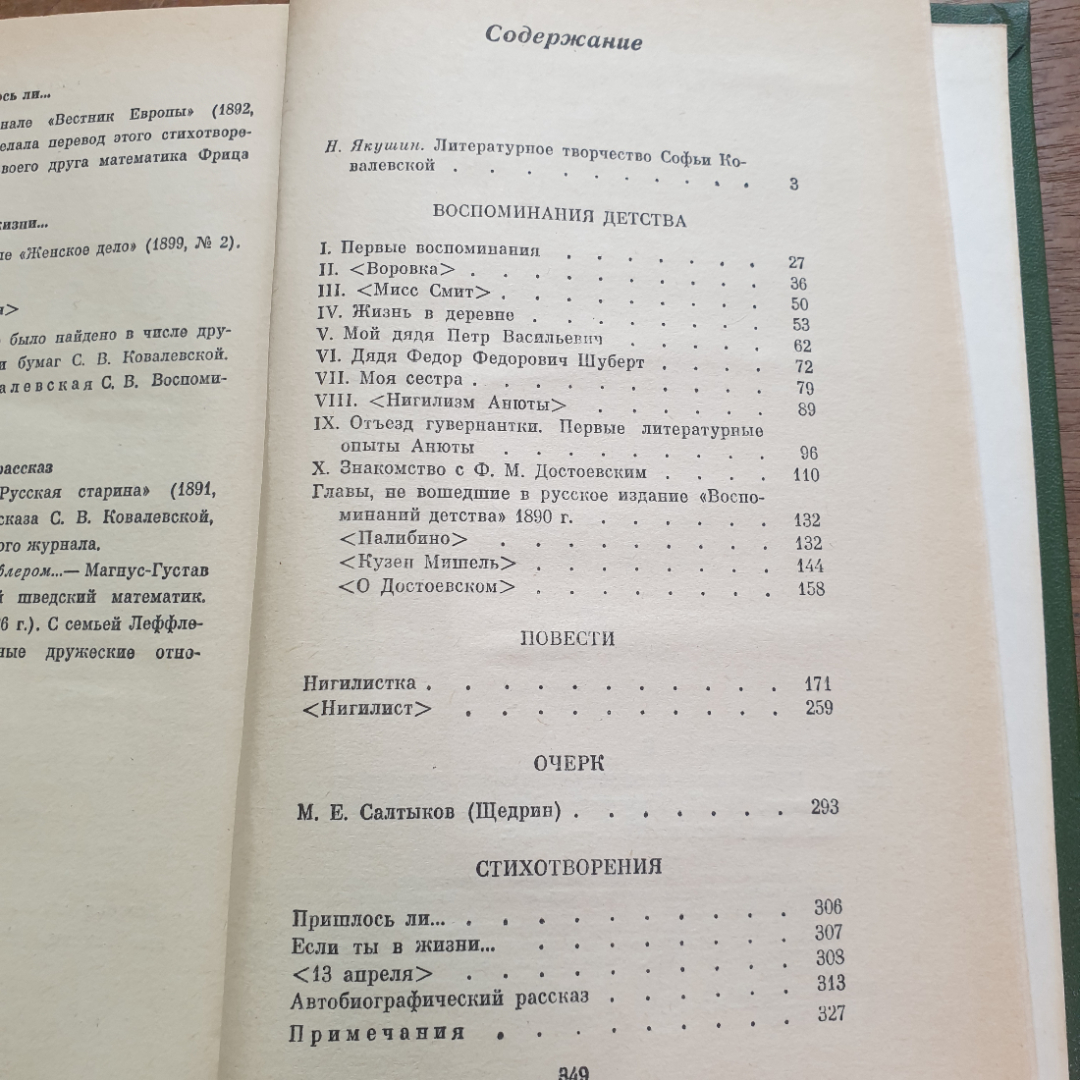 ось ли...
нале «Вестник Европы» (1892,
елала перевод этого стихотворе-
воего друга математика Фрица
жизни...
ле «Женское дело» (1899, № 2).
я>
было найдено в числе дру-
и бумаг С. В. Ковалевской.
алевская С. В. Воспоми-
рассказ
Русская старина» (1891,
сказа С. В. Ковалевской,
ого журнала.
блером...— Магнус-Густав
й шведский математик.
6 г.). С семьей Леффле-
ные дружеские отно-
Содержание
Н. Якушин. Литературное творчество Софьи Ко-
валевской . . . . . . . . . . 3
ВОСПОМИНАНИЯ ДЕТСТВА
I. Первые воспоминания . . . . . . . 27
II. <Воровка> . . . . . . . . . . 36
III. <Мисс Смит> . . . . . . . . . 50
IV. Жизнь в деревне . . . . . . . . 53
V. Мой дядя Петр Васильевич . . . . . 62
VI. Дядя Федор Федорович Шуберт . . . . 72
VII. Моя сестра . . . . . . . . . . 79
VIII. <Нигилизм Анюты> . . . . . . 89
IX. Отъезд гувернантки. Первые литературные
опыты Анюты . . . . . . . . . 96
X. Знакомство с Ф. М. Достоевским . . . . 110
Главы, не вошедшие в русское издание «Воспо-
минаний детства» 1890 г. . . . . . . 132
<Палибино> . . . . . . . . . 132
<Кузен Мишель> . . . . . . . . 144
<О Достоевском> . . . . . . . . 158
ПОВЕСТИ
Нигилистка . . . . . . . . . . 171
<Нигилист> . . . . . . . . . . 259
ОЧЕРК
М. Е. Салтыков (Щедрин) . . . . . . . 293
СТИХОТВОРЕНИЯ
Пришлось ли... . . . . . . . . . . 306
Если ты в жизни... . . . . . . . . 307
<13 апреля> . . . . . . . . . . 308
Автобиографический рассказ . . . . . . 313
Примечания . . . . . . . . . 327
349